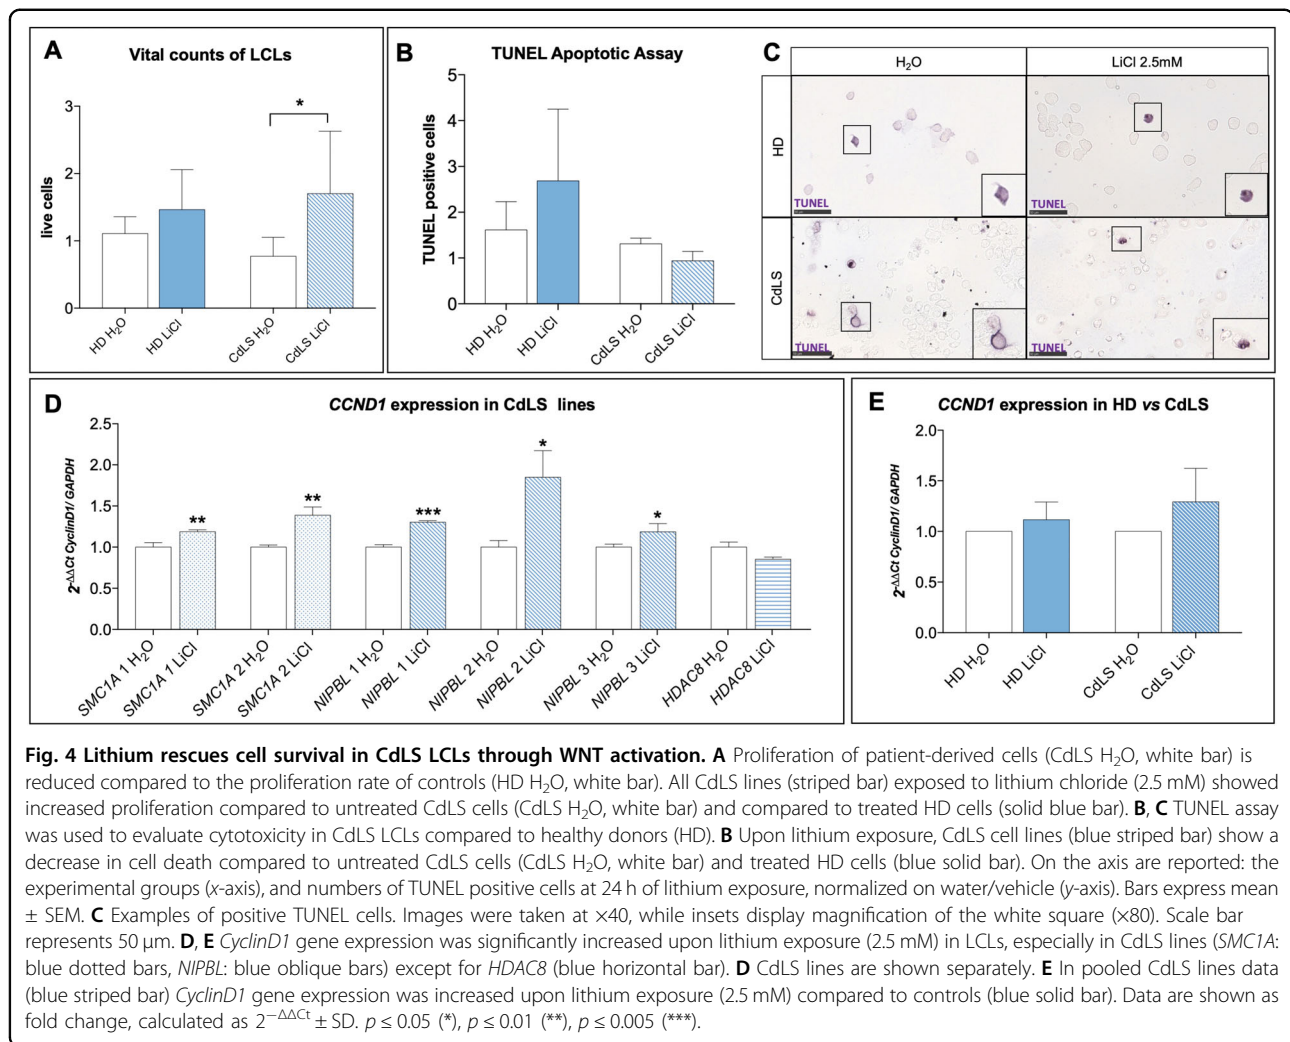 A
Vital counts of LCLs
live cells
3
2
1
0
*
HD H₂O
HD LiCl
CdLS H₂O
CdLS LiCl
B
TUNEL Apoptotic Assay
TUNEL positive cells
5
4
3
2
1
0
HD H₂O
HD LiCl
CdLS H₂O
CdLS LiCl
C
H₂O
LiCl 2.5mM
HD
CdLS
TUNEL
TUNEL
TUNEL
TUNEL
D
CCND1 expression in CdLS lines
2^-ΔΔCt CyclinD1/ GAPDH
2.5
2.0
1.5
1.0
0.5
0.0
**
**
***
*
*
SMC1A 1 H₂O
SMC1A 1 LiCl
SMC1A 2 H₂O
SMC1A 2 LiCl
NIPBL 1 H₂O
NIPBL 1 LiCl
NIPBL 2 H₂O
NIPBL 2 LiCl
NIPBL 3 H₂O
NIPBL 3 LiCl
HDAC8 H₂O
HDAC8 LiCl
E
CCND1 expression in HD vs CdLS
2^-ΔΔCt CyclinD1/ GAPDH
2.0
1.5
1.0
0.5
0.0
HD H₂O
HD LiCl
CdLS H₂O
CdLS LiCl
Fig. 4 Lithium rescues cell survival in CdLS LCLs through WNT activation. A Proliferation of patient-derived cells (CdLS H₂O, white bar) is
reduced compared to the proliferation rate of controls (HD H₂O, white bar). All CdLS lines (striped bar) exposed to lithium chloride (2.5 mM) showed
increased proliferation compared to untreated CdLS cells (CdLS H₂O, white bar) and compared to treated HD cells (solid blue bar). B, C TUNEL assay
was used to evaluate cytotoxicity in CdLS LCLs compared to healthy donors (HD). B Upon lithium exposure, CdLS cell lines (blue striped bar) show a
decrease in cell death compared to untreated CdLS cells (CdLS H₂O, white bar) and treated HD cells (blue solid bar). On the axis are reported: the
experimental groups (x-axis), and numbers of TUNEL positive cells at 24 h of lithium exposure, normalized on water/vehicle (y-axis). Bars express mean
± SEM. C Examples of positive TUNEL cells. Images were taken at ×40, while insets display magnification of the white square (×80). Scale bar
represents 50 μm. D, E CyclinD1 gene expression was significantly increased upon lithium exposure (2.5 mM) in LCLs, especially in CdLS lines (SMC1A:
blue dotted bars, NIPBL: blue oblique bars) except for HDAC8 (blue horizontal bar). D CdLS lines are shown separately. E In pooled CdLS lines data
(blue striped bar) CyclinD1 gene expression was increased upon lithium exposure (2.5 mM) compared to controls (blue solid bar). Data are shown as
fold change, calculated as 2^−ΔΔCt ± SD. p ≤ 0.05 (*), p ≤ 0.01 (**), p ≤ 0.005 (***).